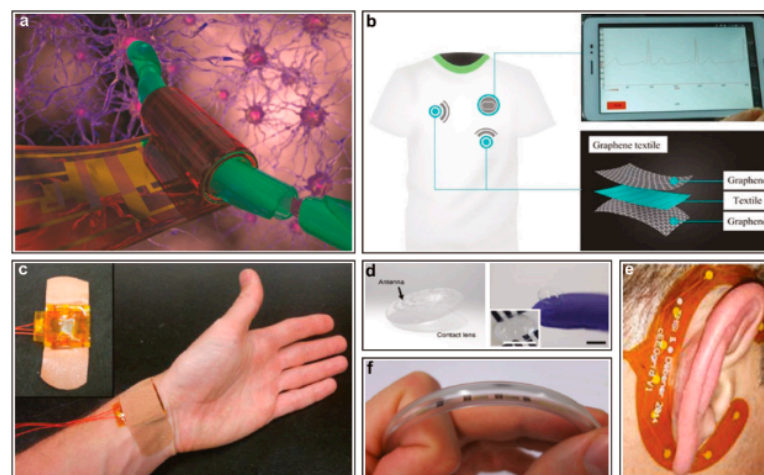 a
b
Graphene textile
Graphene
Textile
Graphene
c
d
Antenna
Contact lens
e
f